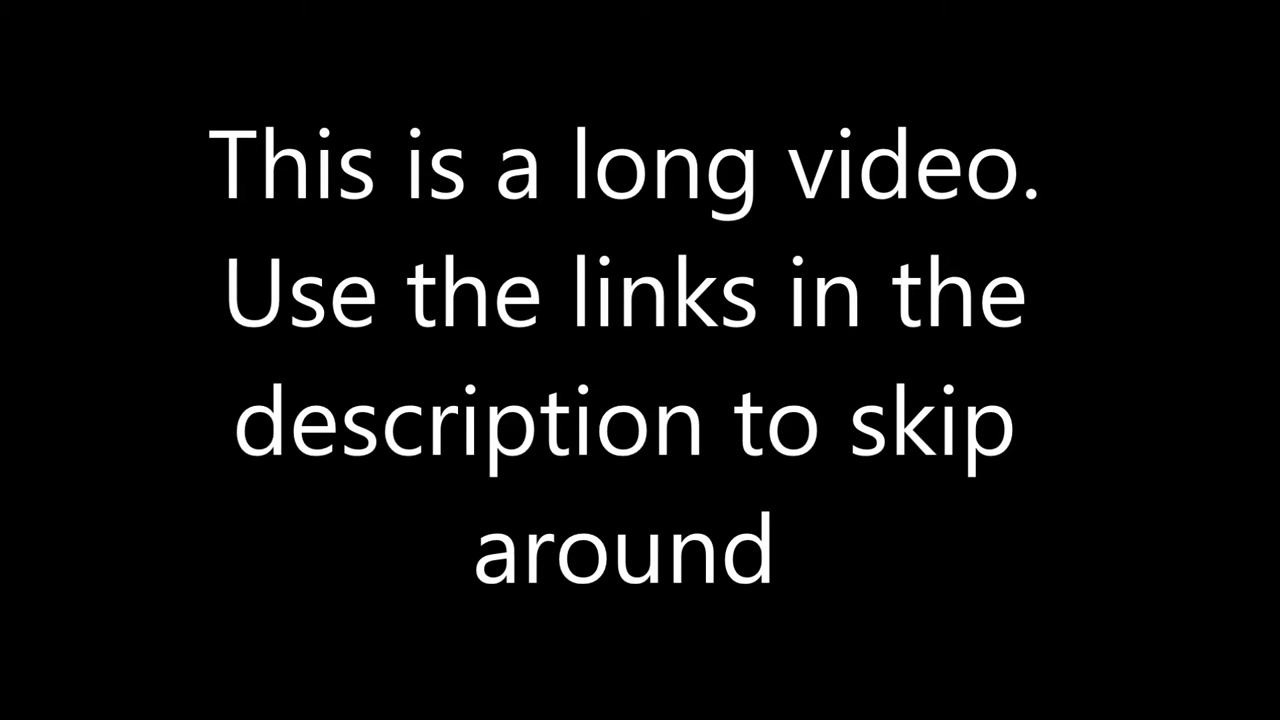 This is a long video.
Use the links in the
description to skip
around